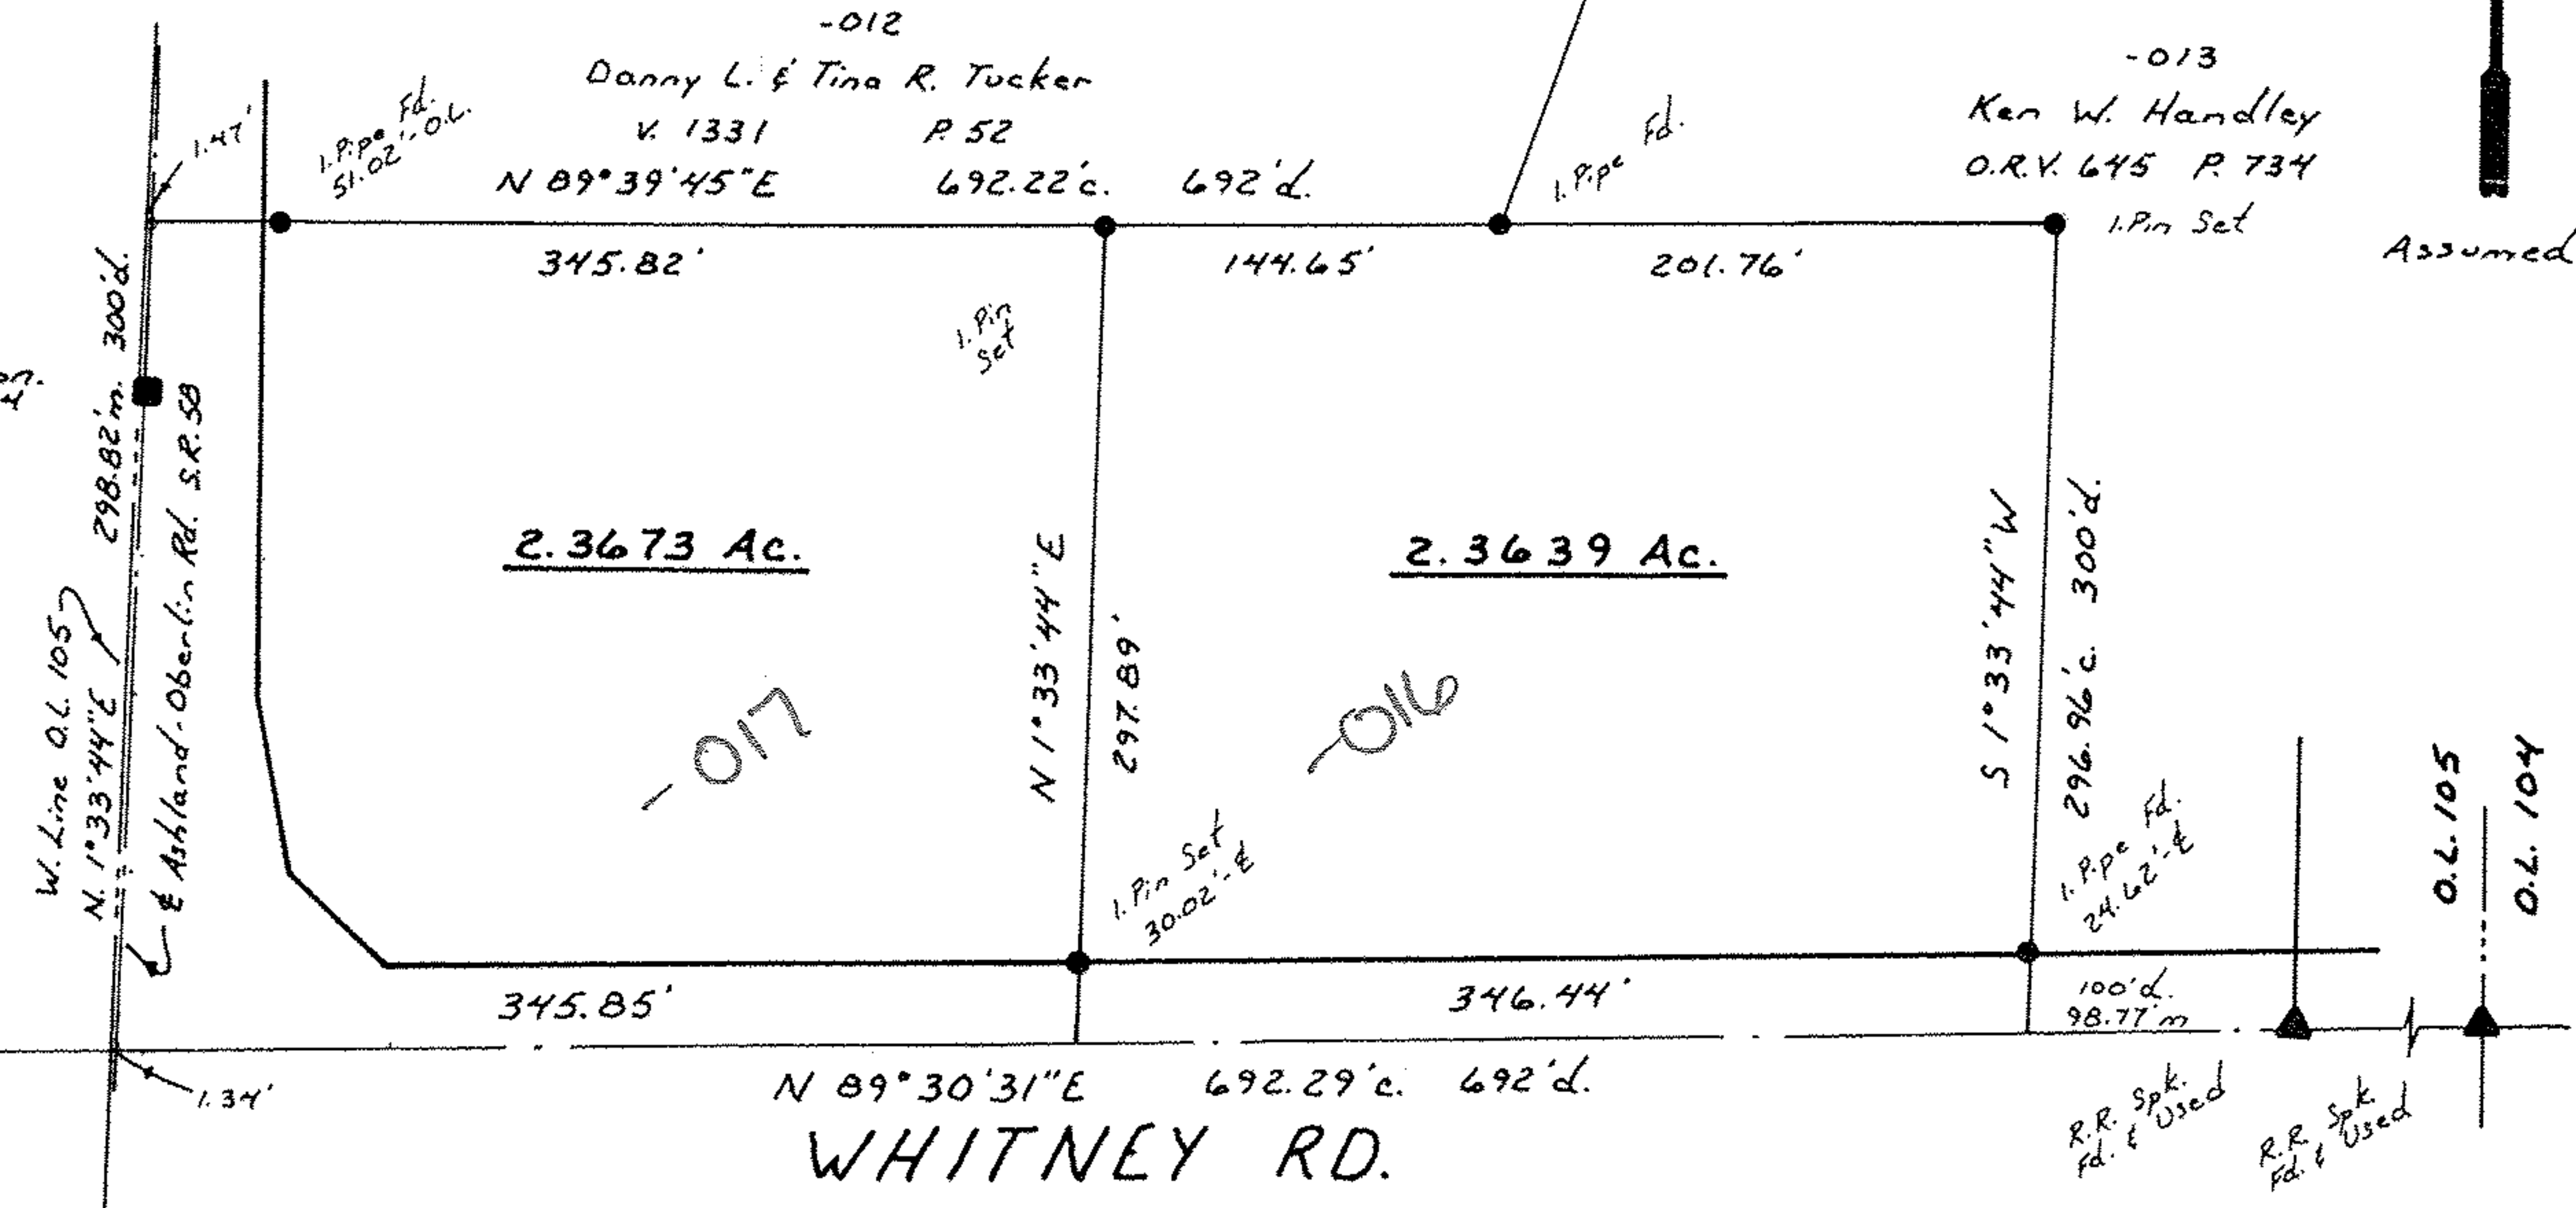 -012
Danny L. & Tina R. Tucker
V. 1331 P. 52
N 89°39'45"E 692.22'c. 692'd.
-013
Ken W. Handley
O.R.V. 645 P. 734
1.47'
I.Pipe Fd.
51.02'-O.L.
I.Pipe Fd.
I.Pin Set
Assumed
345.82'
144.65'
201.76'
I.Pin
Set
298.82'm. 300'd.
W. Line O.L. 105
N. 1°33'44"E
℄ Ashland-Oberlin Rd. S.R. 58
2.3673 Ac.
2.3639 Ac.
N 1°33'44"E
297.89'
S 1°33'44"W
296.96'c. 300'd.
-017
-016
I.Pin Set
30.02'-℄
I.Pipe Fd.
24.62'-℄
O.L. 105
O.L. 104
345.85'
346.44'
100'd.
98.77'm
1.34'
N 89°30'31"E 692.29'c. 692'd.
WHITNEY RD.
R.R. Spk.
Fd. & Used
R.R. Spk.
Fd. & Used